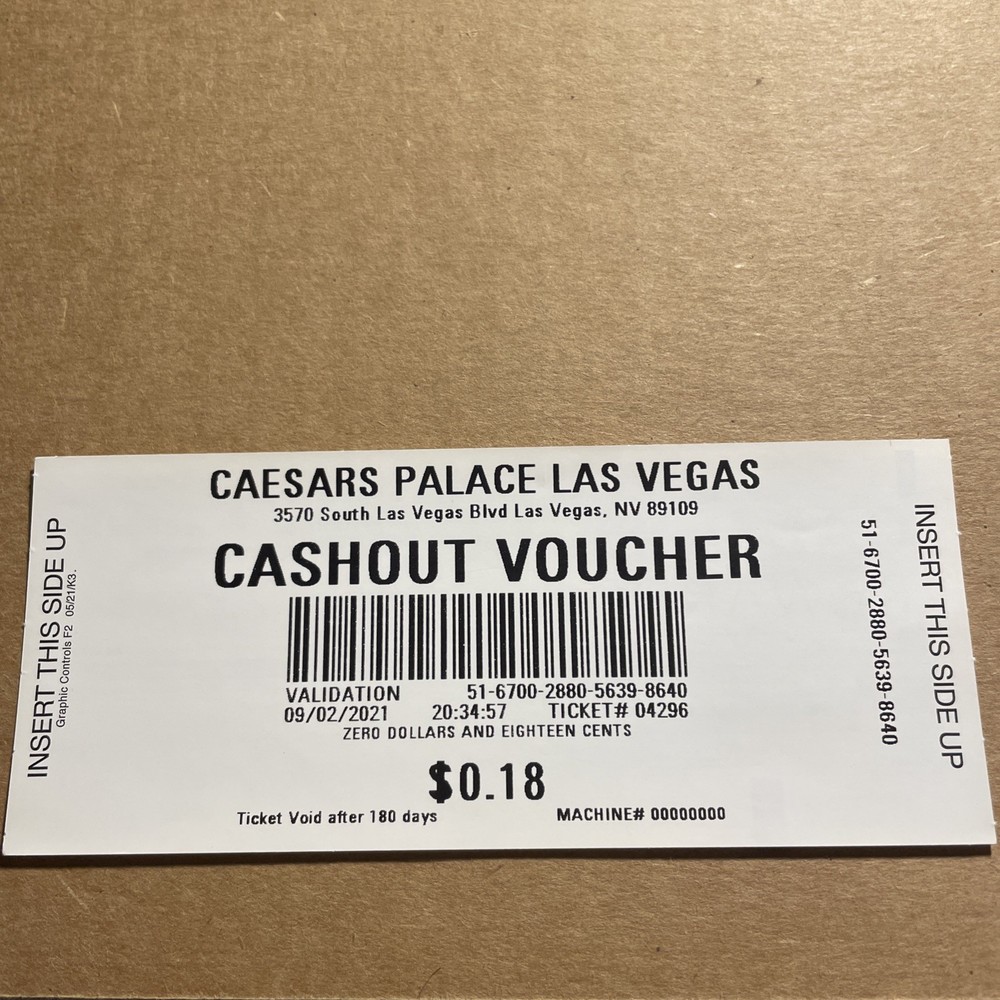 CAESARS PALACE LAS VEGAS
3570 South Las Vegas Blvd Las Vegas, NV 89109
CASHOUT VOUCHER
INSERT THIS SIDE UP
Graphic Controls F2 05/21/K3.
VALIDATION 51-6700-2880-5639-8640
09/02/2021 20:34:57 TICKET# 04296
ZERO DOLLARS AND EIGHTEEN CENTS
$0.18
Ticket Void after 180 days MACHINE# 00000000
51-6700-2880-5639-8640
INSERT THIS SIDE UP